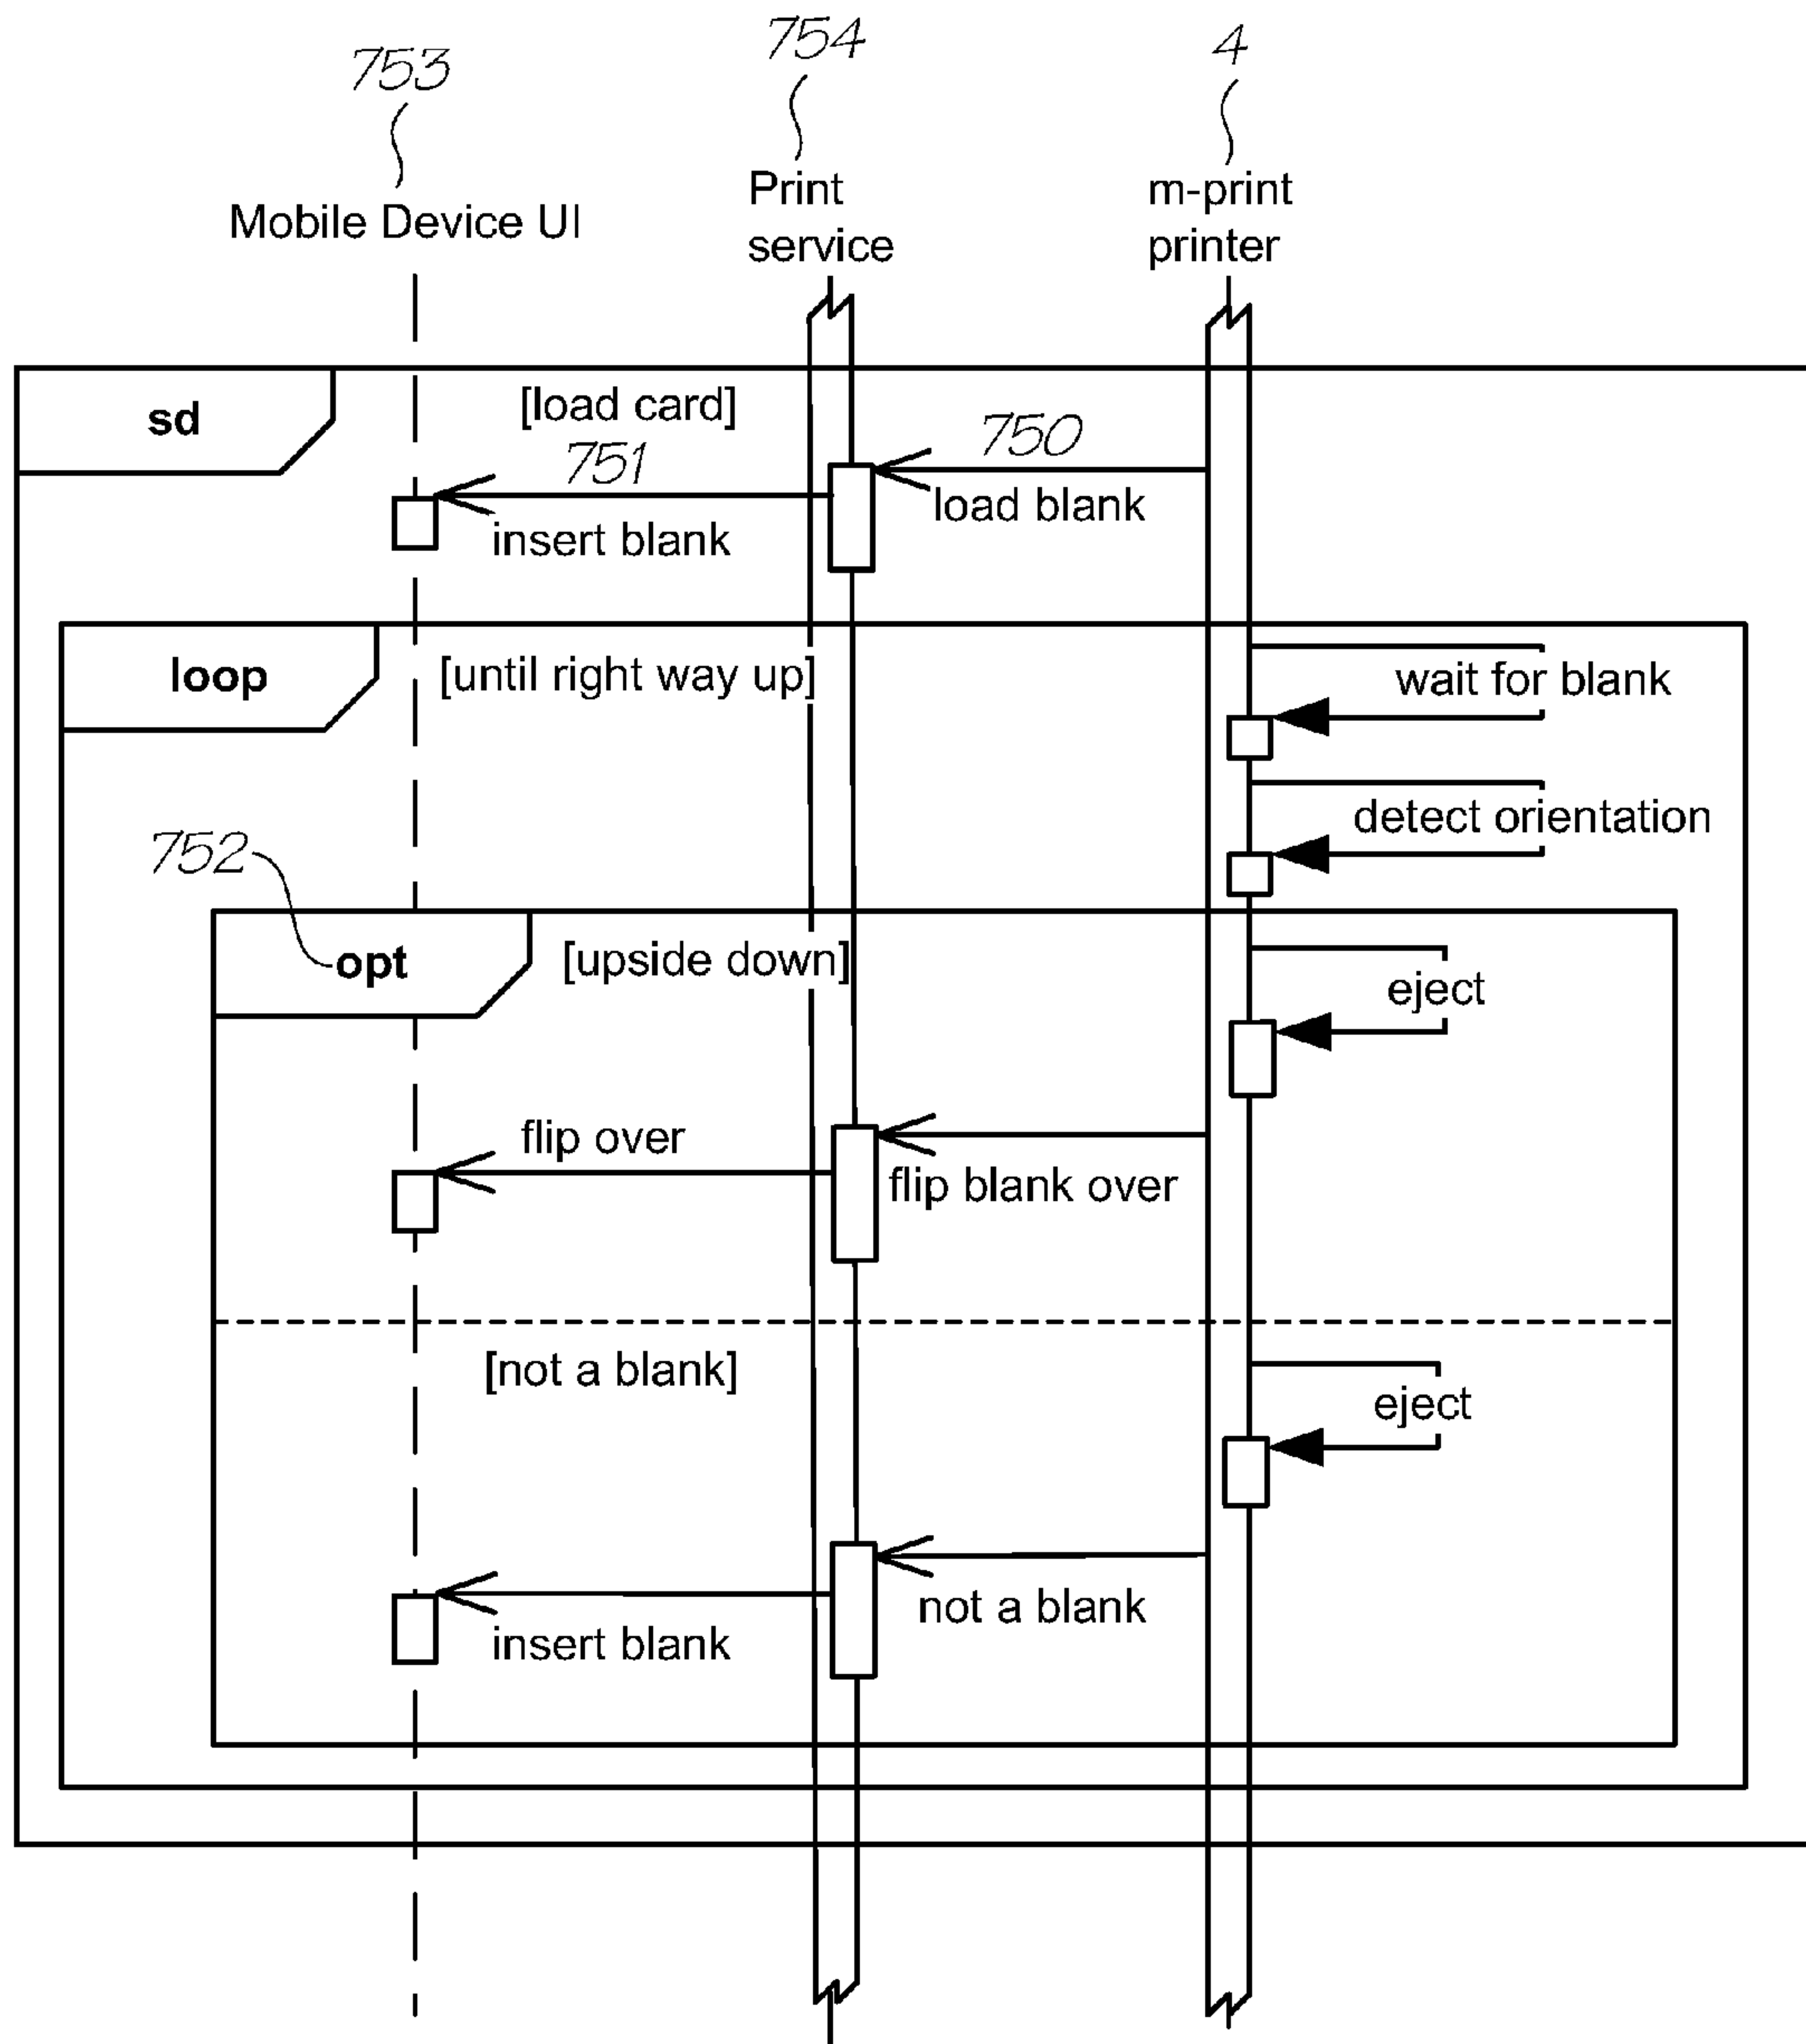 753
754
4
Mobile Device UI
Print
service
m-print
printer
sd
[load card]
751
750
insert blank
load blank
loop
[until right way up]
wait for blank
detect orientation
752
opt
[upside down]
eject
flip over
flip blank over
[not a blank]
eject
not a blank
insert blank